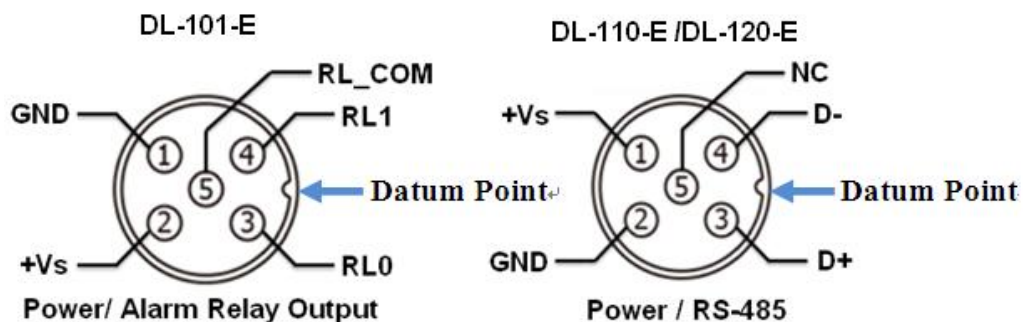 DL-101-E
RL_COM
GND
RL1
1
4
5
Datum Point
2
3
+Vs
RL0
Power/ Alarm Relay Output
DL-110-E /DL-120-E
NC
+Vs
D-
1
4
5
Datum Point
2
3
GND
D+
Power / RS-485